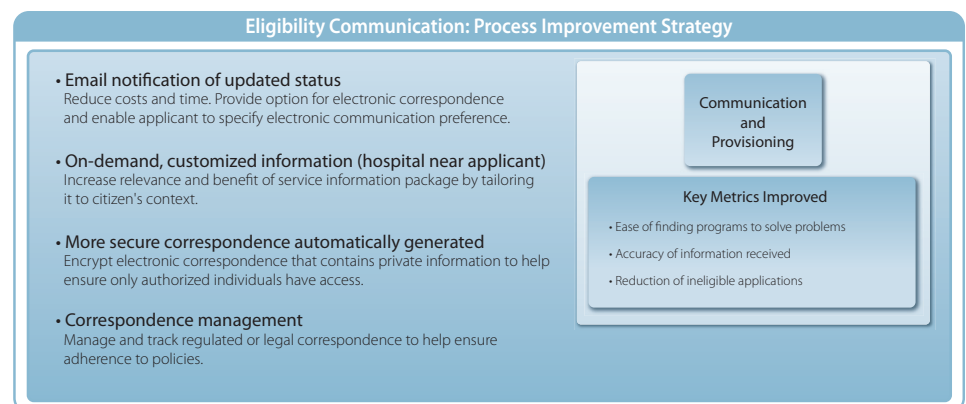 Eligibility Communication: Process Improvement Strategy
• Email notification of updated status
Reduce costs and time. Provide option for electronic correspondence
and enable applicant to specify electronic communication preference.
• On-demand, customized information (hospital near applicant)
Increase relevance and benefit of service information package by tailoring
it to citizen's context.
• More secure correspondence automatically generated
Encrypt electronic correspondence that contains private information to help
ensure only authorized individuals have access.
• Correspondence management
Manage and track regulated or legal correspondence to help ensure
adherence to policies.
Communication
and
Provisioning
Key Metrics Improved
• Ease of finding programs to solve problems
• Accuracy of information received
• Reduction of ineligible applications